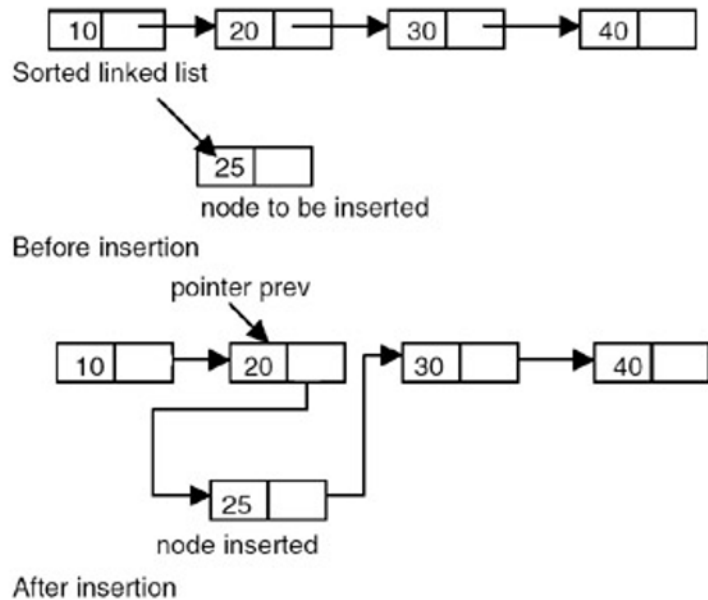 10 20 30 40
Sorted linked list
25
node to be inserted
Before insertion
pointer prev
10 20 30 40
25
node inserted
After insertion